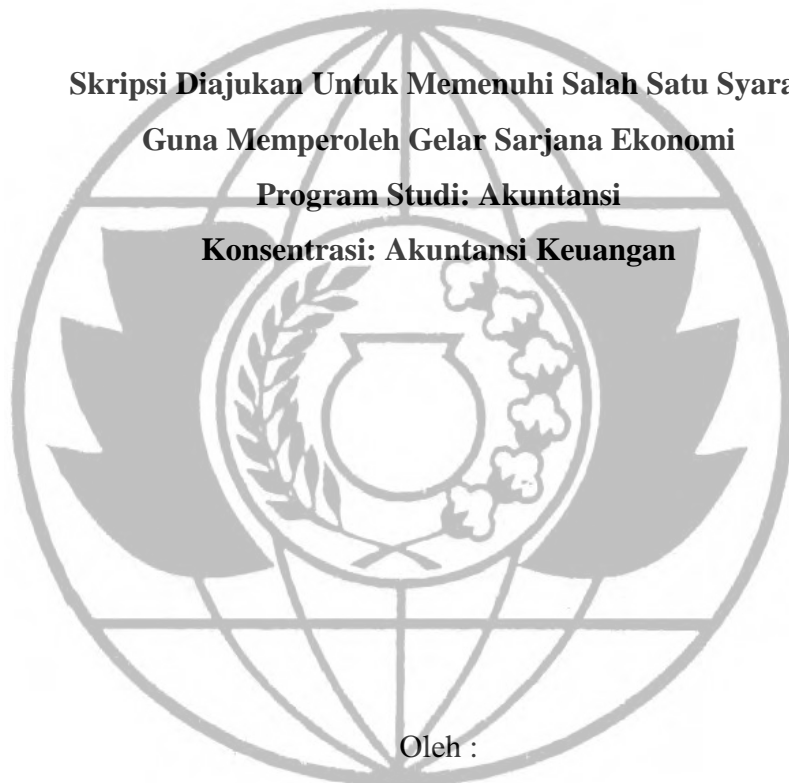 Skripsi Diajukan Untuk Memenuhi Salah Satu Syara
Guna Memperoleh Gelar Sarjana Ekonomi
Program Studi: Akuntansi
Konsentrasi: Akuntansi Keuangan
Oleh :